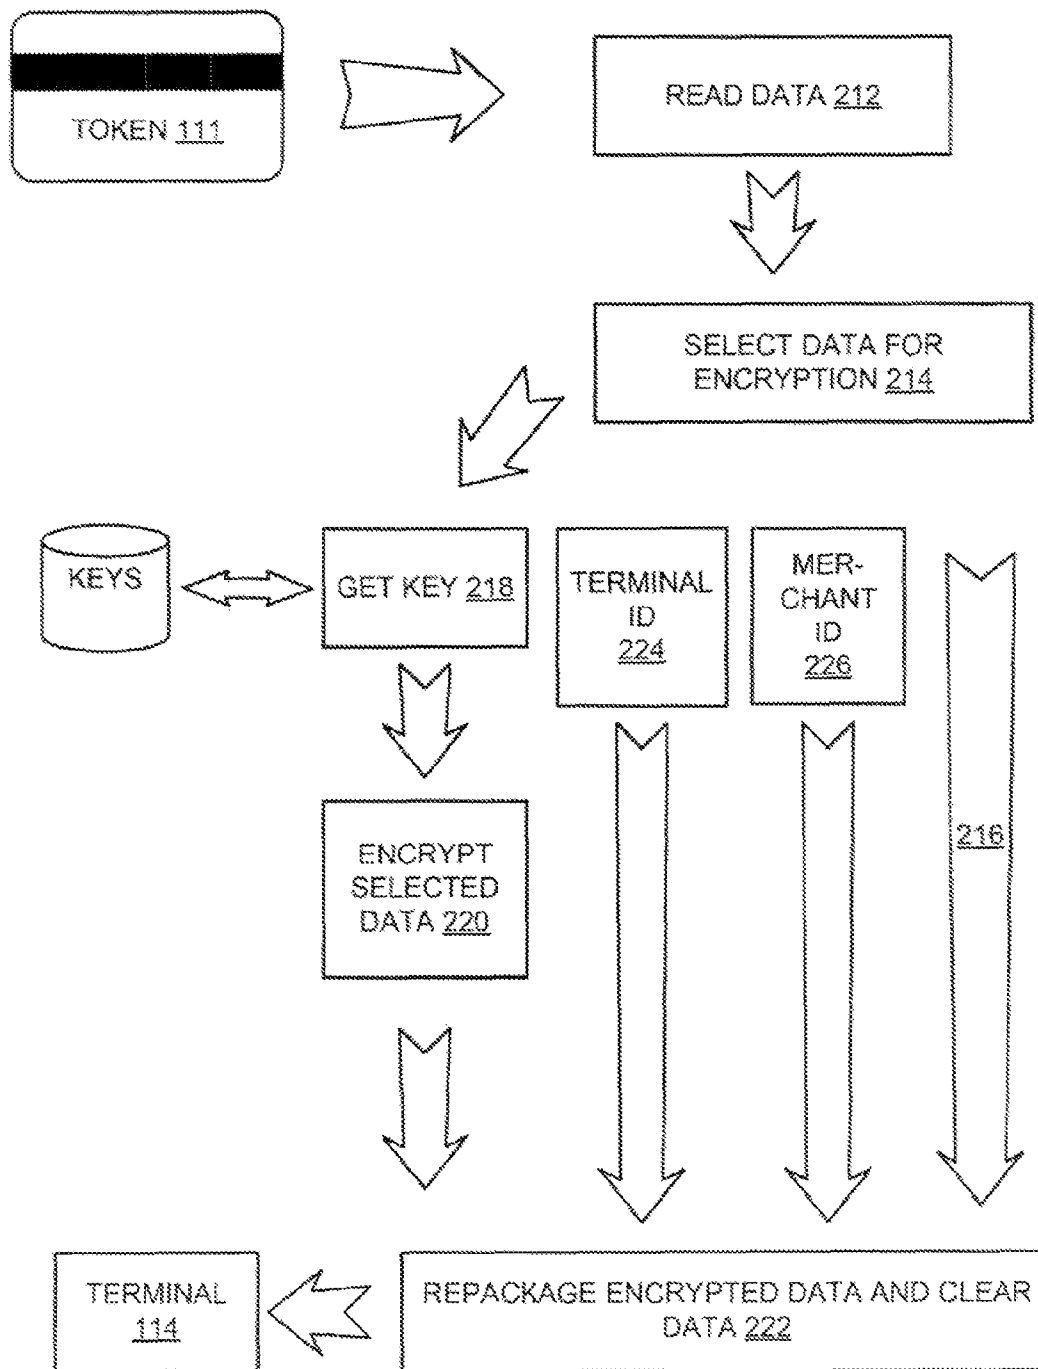 TOKEN 111
READ DATA 212
SELECT DATA FOR
ENCRYPTION 214
KEYS
GET KEY 218
TERMINAL
ID
224
MER-
CHANT
ID
226
216
ENCRYPT
SELECTED
DATA 220
TERMINAL
114
REPACKAGE ENCRYPTED DATA AND CLEAR
DATA 222